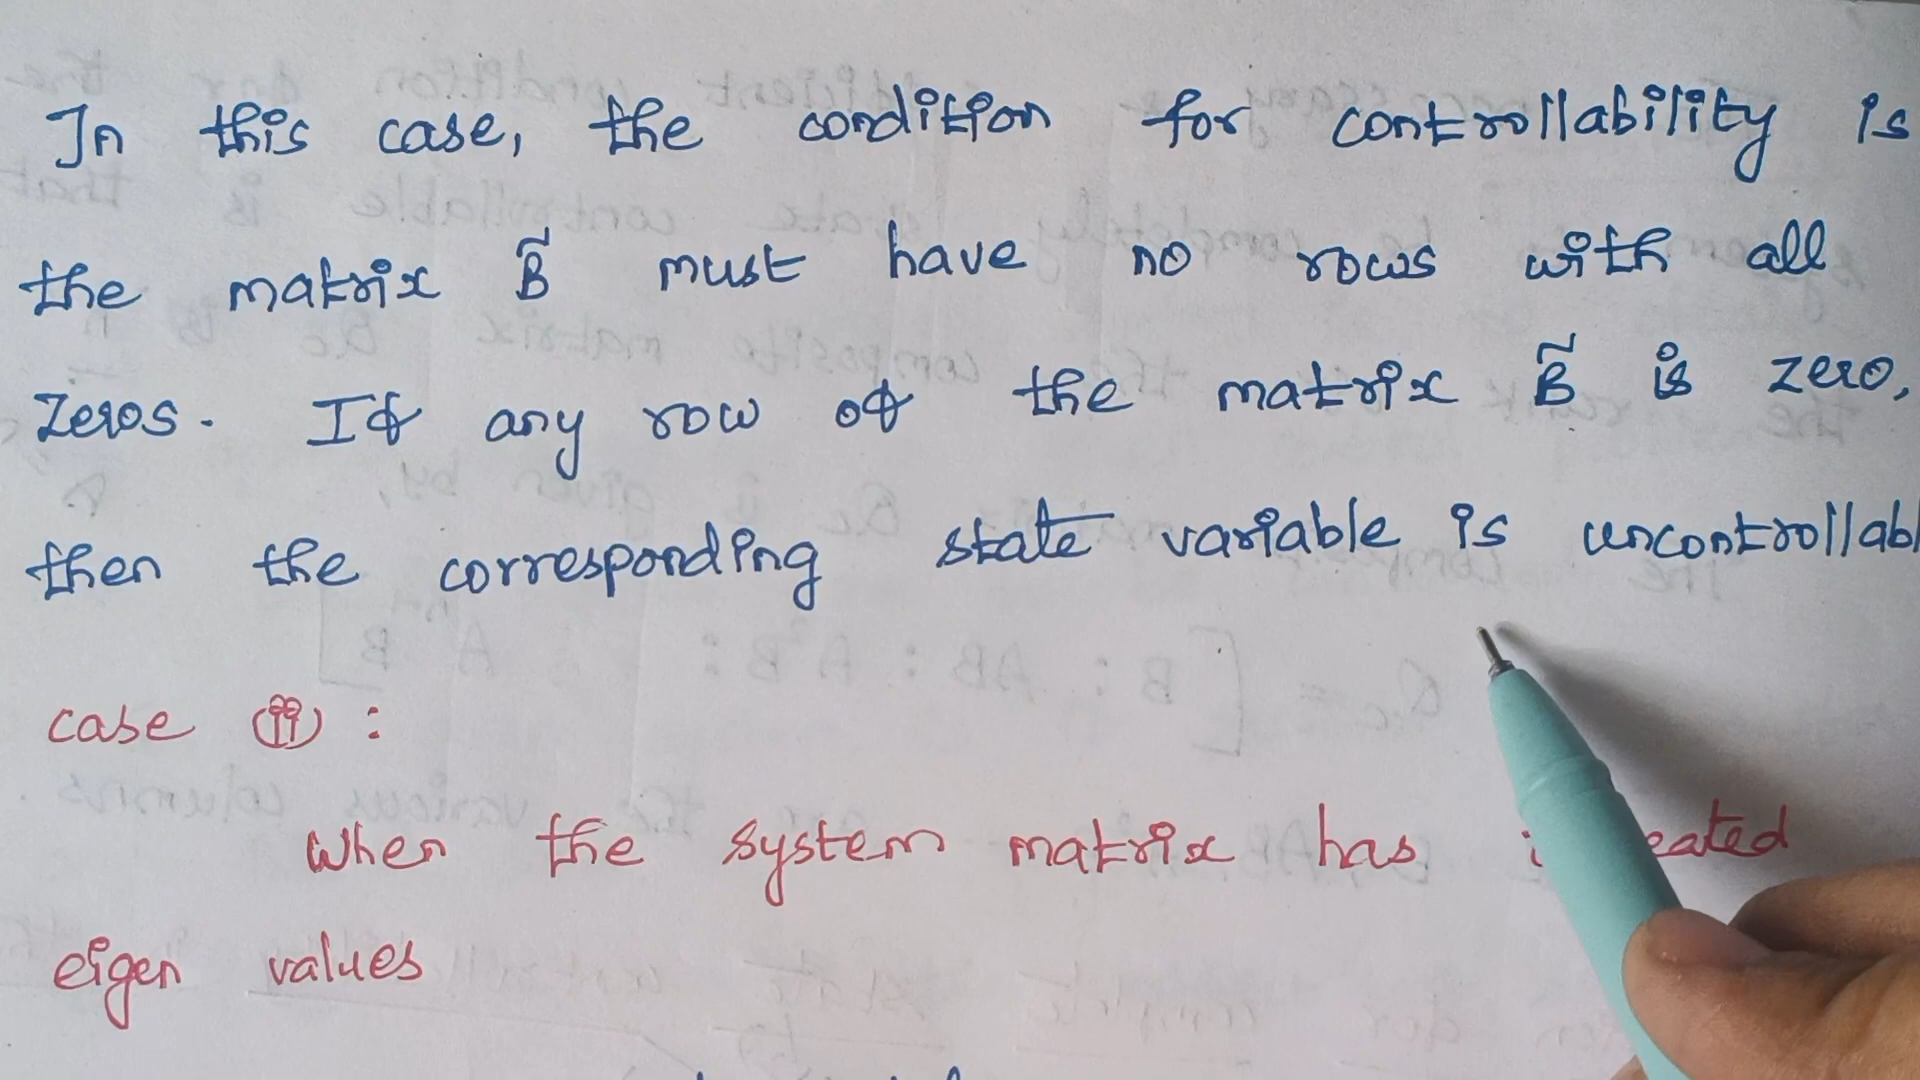 In this case, the condition for controllability is
the matrix B̃ must have no rows with all
zeros. If any row of the matrix B̃ is zero,
then the corresponding state variable is uncontrollabl
case (ii) :
When the system matrix has
eigen values